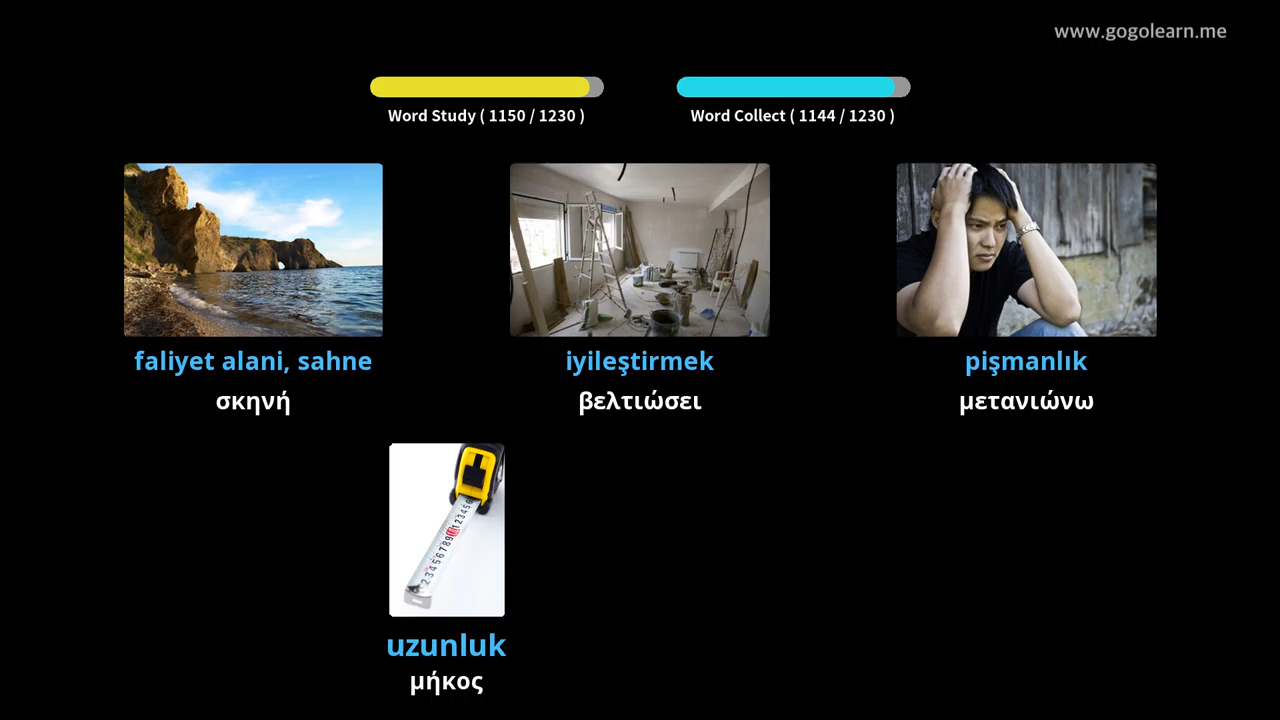 www.gogolearn.me
Word Study ( 1150 / 1230 )
Word Collect ( 1144 / 1230 )
faliyet alani, sahne
σκηνή
iyileştirmek
βελτιώσει
pişmanlık
μετανιώνω
uzunluk
μήκος